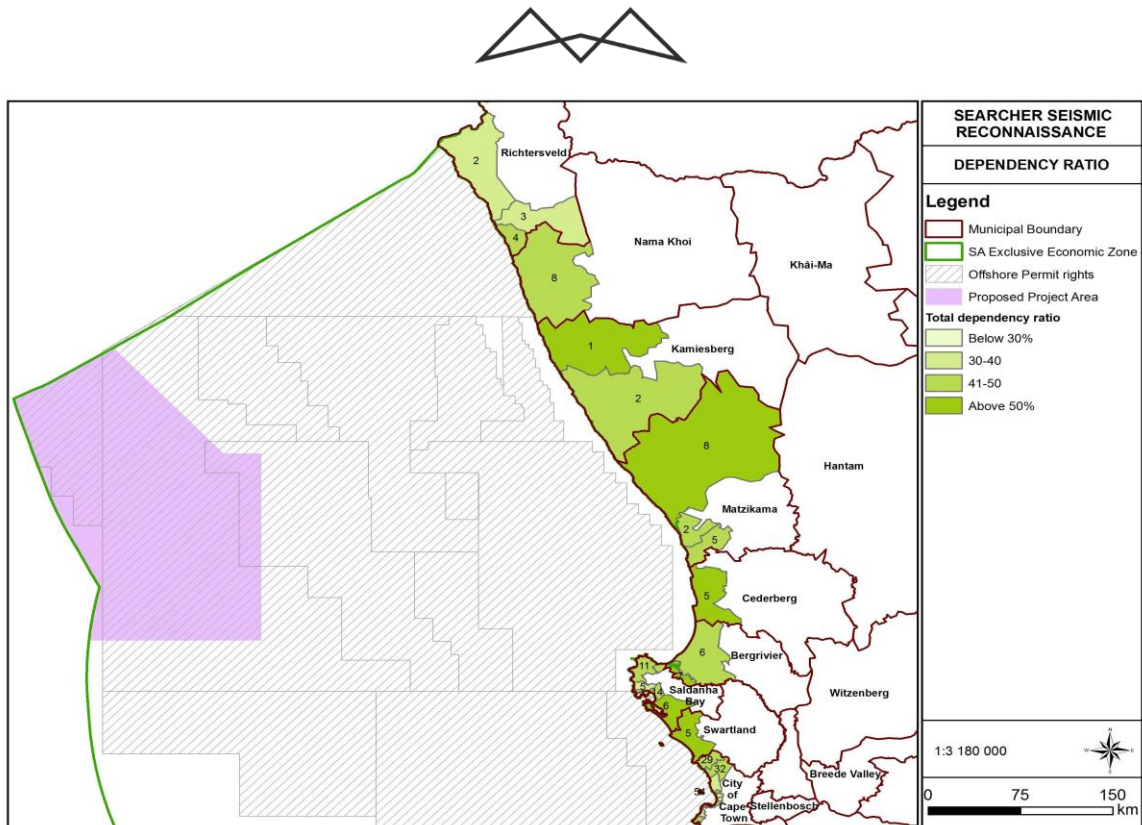 SEARCHER SEISMIC
RECONNAISSANCE
DEPENDENCY RATIO
Legend
Municipal Boundary
SA Exclusive Economic Zone
Offshore Permit rights
Proposed Project Area
Total dependency ratio
Below 30%
30-40
41-50
Above 50%
1:3 180 000
N
W
E
S
0 75 150
km
Richtersveld
2
3
4
Nama Khoi
8
Khâi-Ma
1
Kamiesberg
2
8
Hantam
Matzikama
2
5
5
Cederberg
6
Bergrivier
11
5
14
Saldanha
Bay
6
Witzenberg
5
Swartland
29
32
Breede Valley
54
City
of
Cape
Town
Stellenbosch